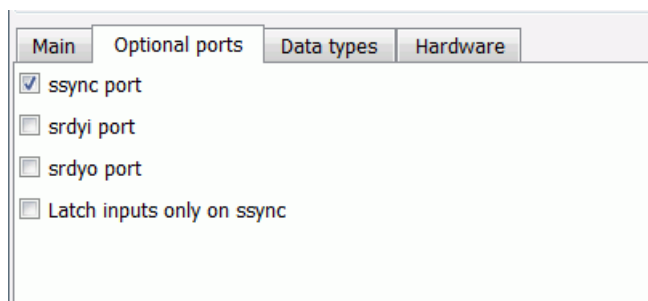 Main Optional ports Data types Hardware
ssync port
srdyi port
srdyo port
Latch inputs only on ssync